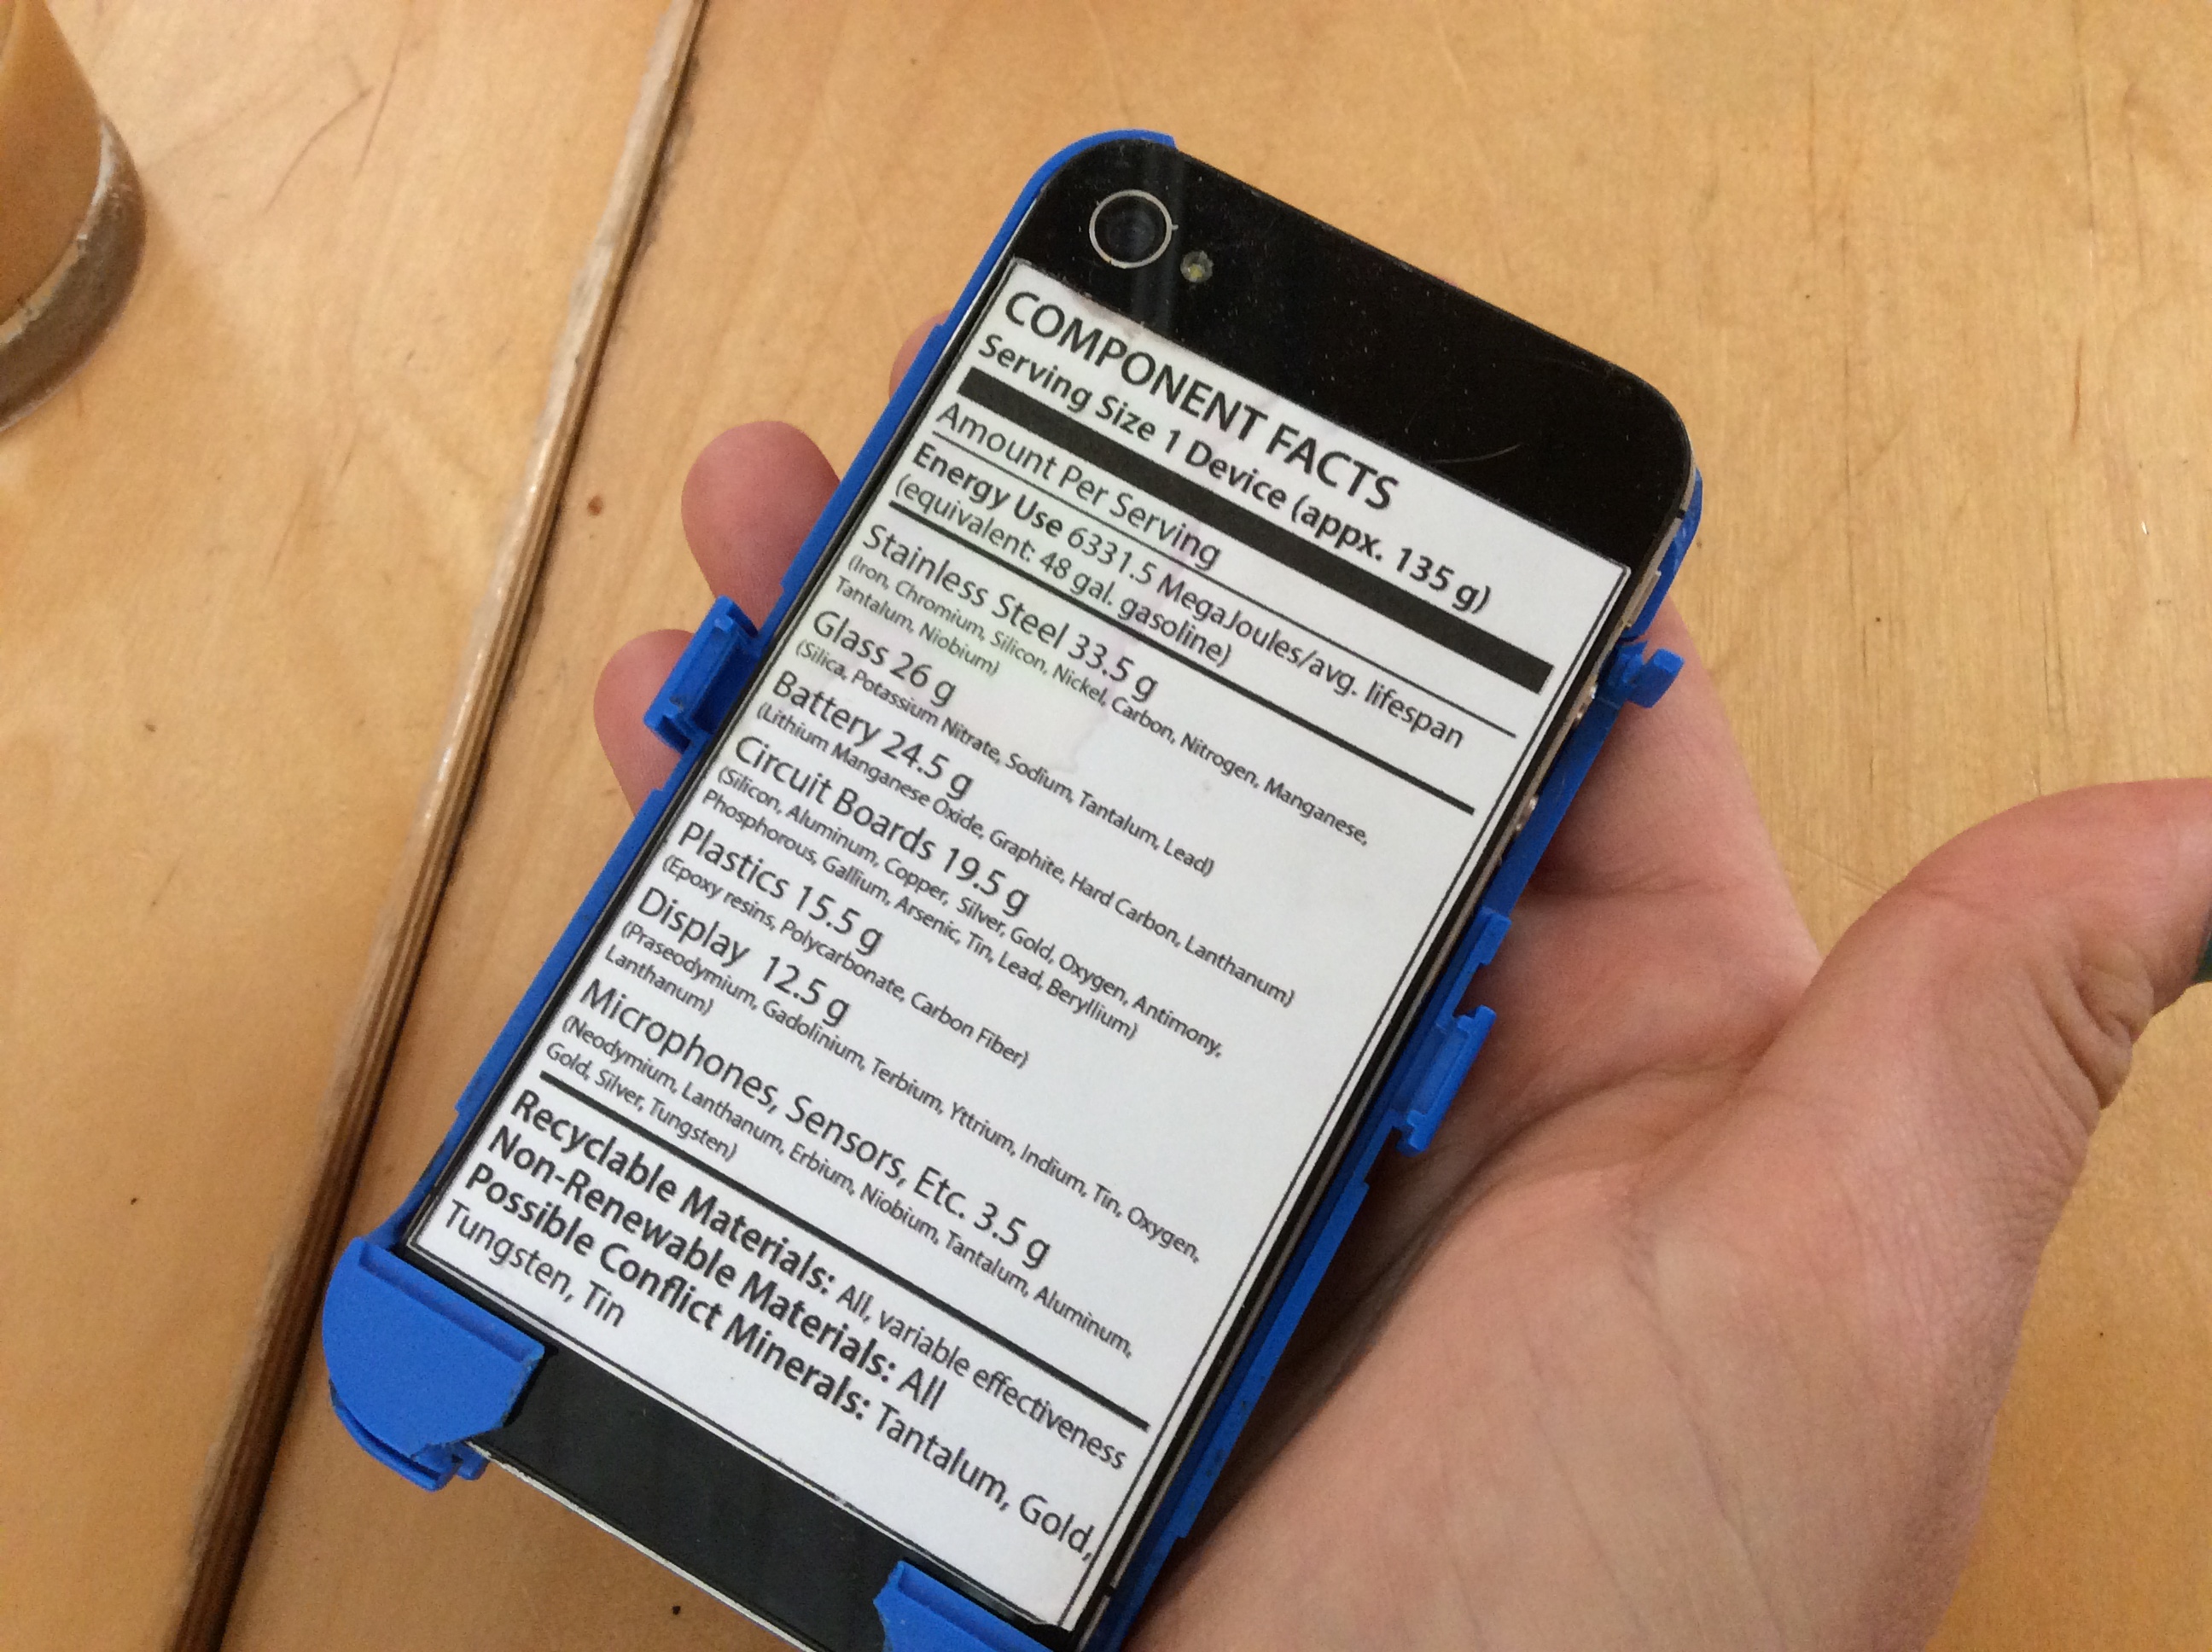 COMPONENT FACTS
Serving Size 1 Device (appx. 135 g)
Amount Per Serving
Energy Use 6331.5 MegaJoules/avg. lifespan
(equivalent: 48 gal. gasoline)
Stainless Steel 33.5 g
(Iron, Chromium, Silicon, Nickel, Carbon, Nitrogen, Manganese,
Tantalum, Niobium)
Glass 26 g
(Silica, Potassium Nitrate, Sodium, Tantalum, Lead)
Battery 24.5 g
(Lithium Manganese Oxide, Graphite, Hard Carbon, Lanthanum)
Circuit Boards 19.5 g
(Silicon, Aluminum, Copper, Silver, Gold, Oxygen, Antimony,
Phosphorous, Gallium, Arsenic, Tin, Lead, Beryllium)
Plastics 15.5 g
(Epoxy resins, Polycarbonate, Carbon Fiber)
Display 12.5 g
(Praseodymium, Gadolinium, Terbium, Yttrium, Indium, Tin, Oxygen,
Lanthanum)
Microphones, Sensors, Etc. 3.5 g
(Neodymium, Lanthanum, Erbium, Niobium, Tantalum, Aluminum,
Gold, Silver, Tungsten)
Recyclable Materials: All, variable effectiveness
Non-Renewable Materials: All
Possible Conflict Minerals: Tantalum, Gold,
Tungsten, Tin